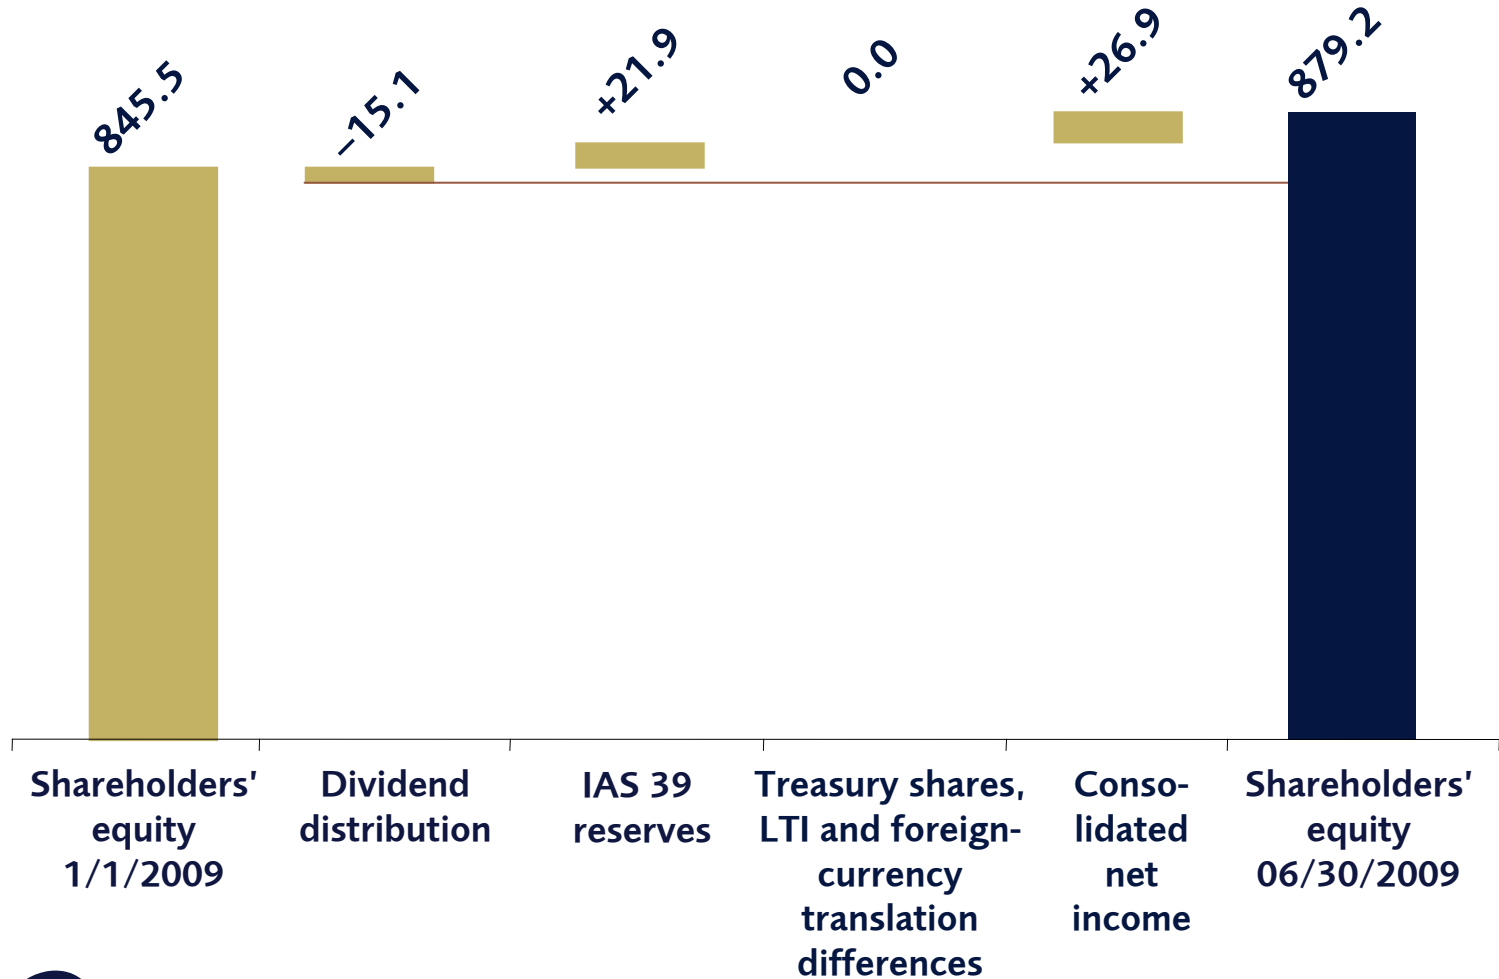 845.5
–15.1
+21.9
0.0
+26.9
879.2
Shareholders’
equity
1/1/2009
Dividend
distribution
IAS 39
reserves
Treasury shares,
LTI and foreign-
currency
translation
differences
Conso-
lidated
net
income
Shareholders’
equity
06/30/2009